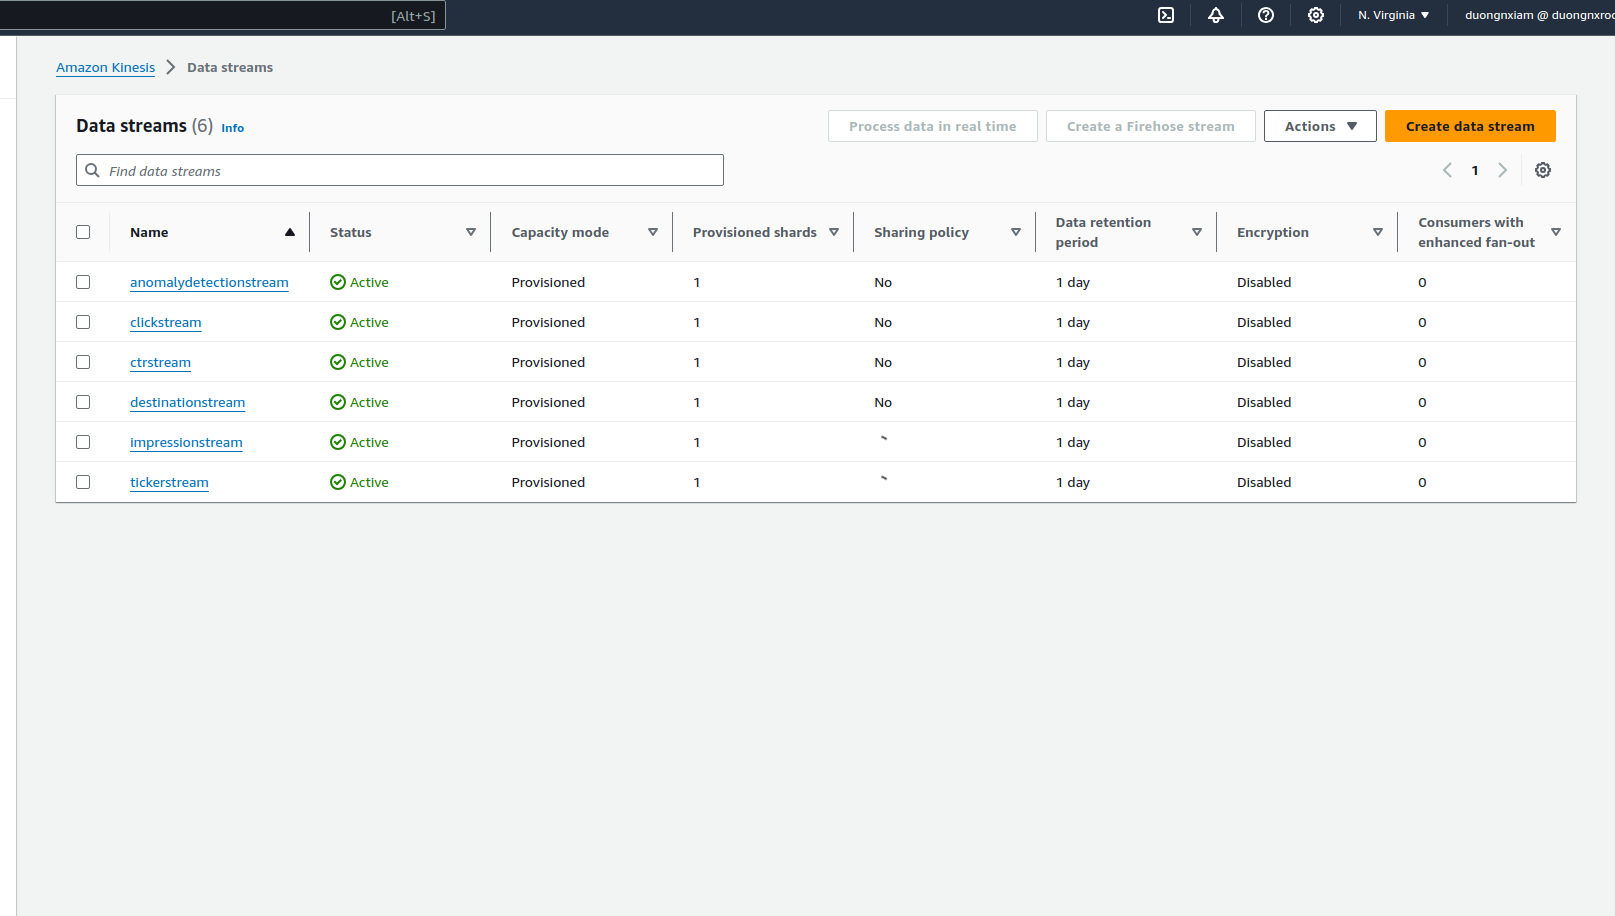 [Alt+S]
N. Virginia
duongnxiam @ duongnxroo
Amazon Kinesis
Data streams
Data streams (6) Info
Process data in real time
Create a Firehose stream
Actions
Create data stream
Find data streams
1
Name Status Capacity mode Provisioned shards Sharing policy Data retention period Encryption Consumers with enhanced fan-out
anomalydetectionstream Active Provisioned 1 No 1 day Disabled 0
clickstream Active Provisioned 1 No 1 day Disabled 0
ctrstream Active Provisioned 1 No 1 day Disabled 0
destinationstream Active Provisioned 1 No 1 day Disabled 0
impressionstream Active Provisioned 1 1 day Disabled 0
tickerstream Active Provisioned 1 1 day Disabled 0